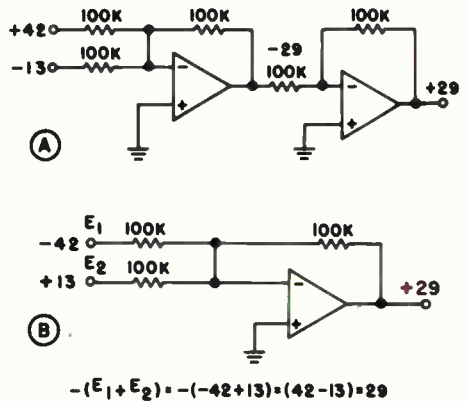 100K 100K 100K
+42
-29
-13 100K 100K
- -
+ + +29
A
E1 100K 100K
-42
E2 100K
+13
- +29
+
B
-(E1+E2)=-(-42+13)=(42-13)=29